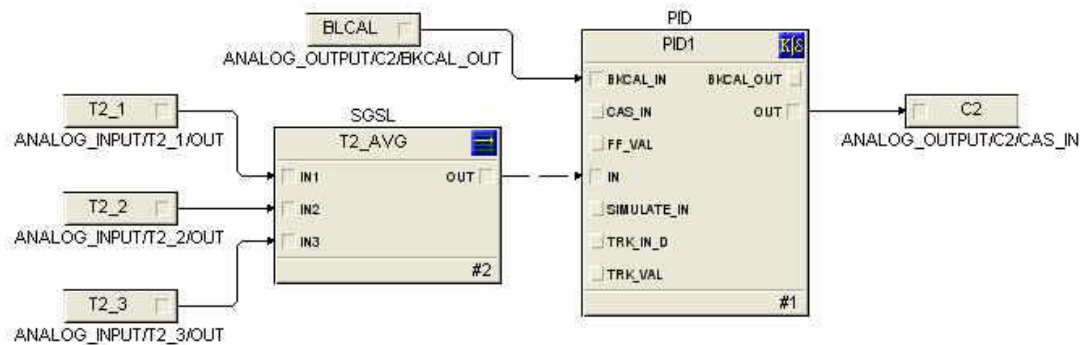 BLCAL
ANALOG_OUTPUT/C2/BKCAL_OUT
T2_1
ANALOG_INPUT/T2_1/OUT
T2_2
ANALOG_INPUT/T2_2/OUT
T2_3
ANALOG_INPUT/T2_3/OUT
SGSL
T2_AVG
IN1
OUT
IN2
IN3
#2
PID
PID1
K|S
BKCAL_IN
BKCAL_OUT
CAS_IN
OUT
FF_VAL
IN
SIMULATE_IN
TRK_IN_D
TRK_VAL
#1
C2
ANALOG_OUTPUT/C2/CAS_IN